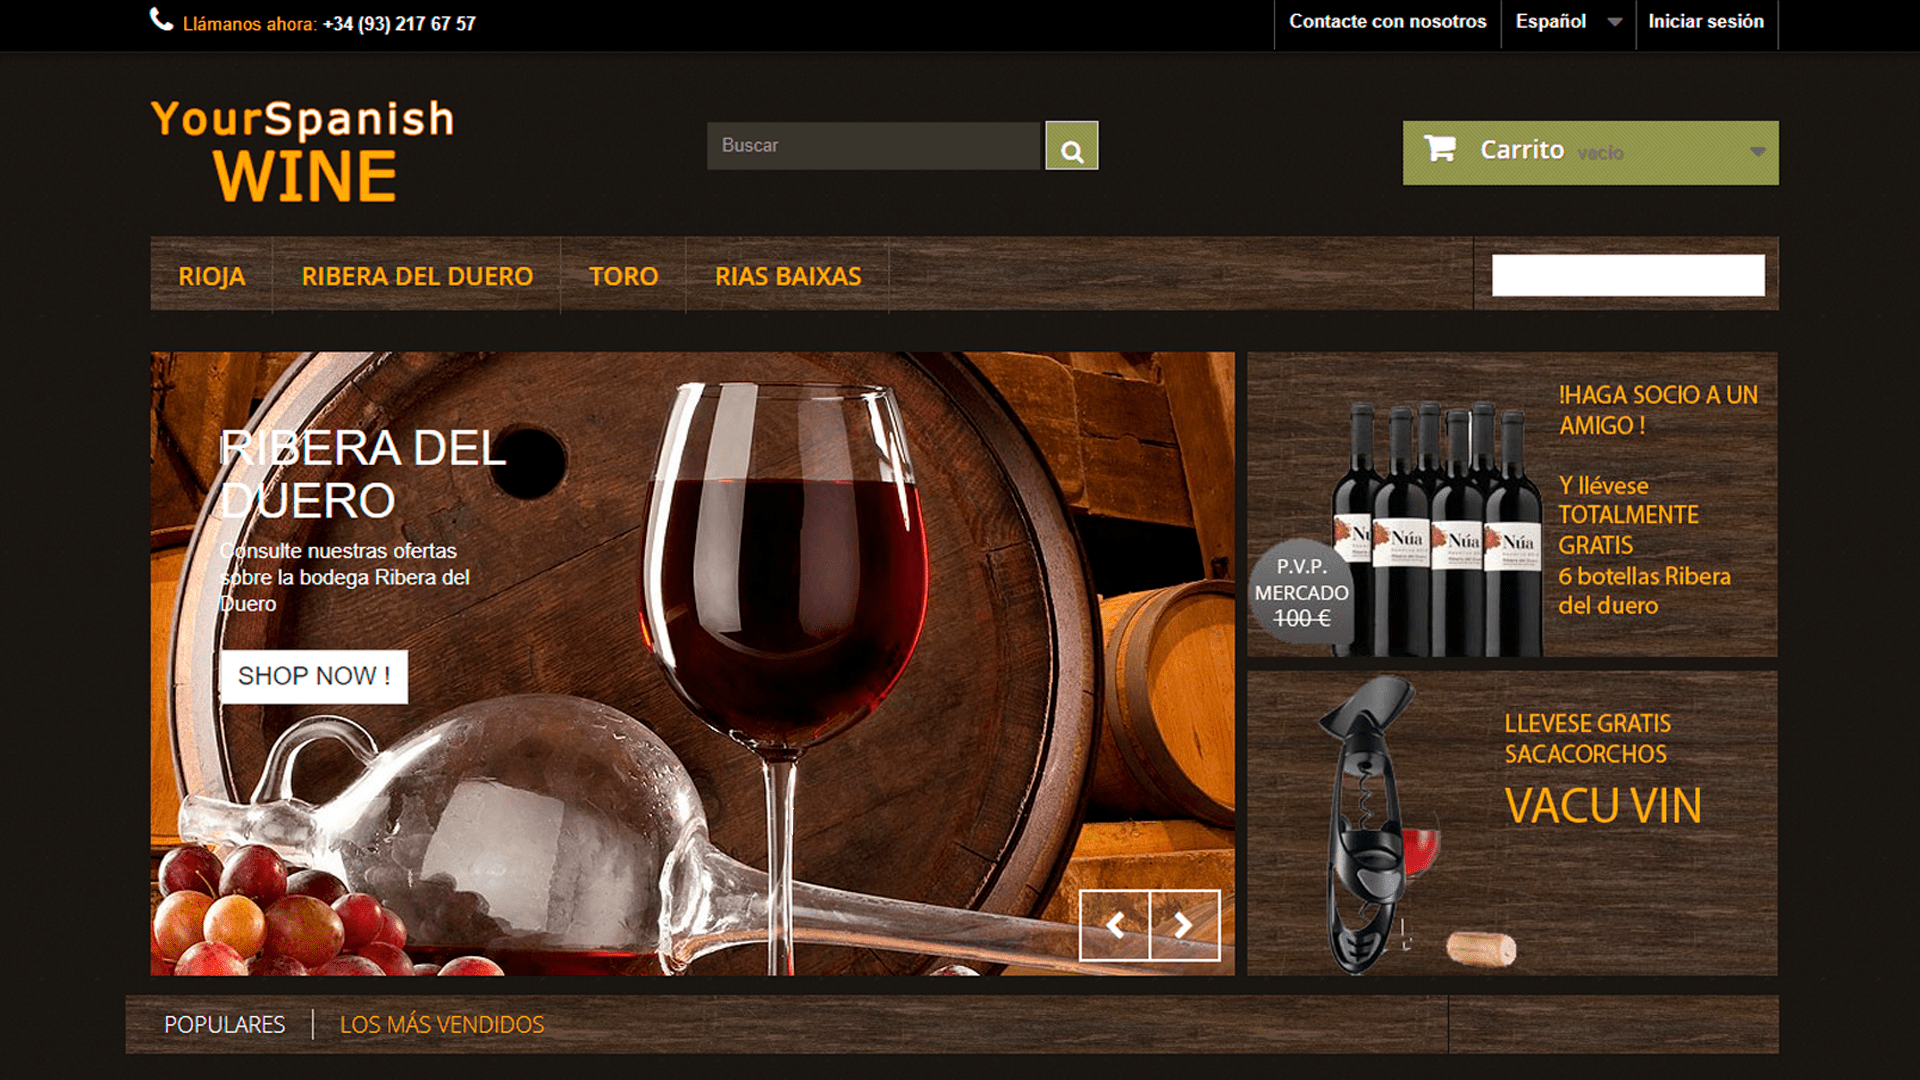 Llámanos ahora: +34 (93) 217 67 57
Contacte con nosotros
Español
Iniciar sesión
YourSpanish
WINE
Buscar
Carrito vacío
RIOJA
RIBERA DEL DUERO
TORO
RIAS BAIXAS
RIBERA DEL
DUERO
Consulte nuestras ofertas
sobre la bodega Ribera del
Duero
SHOP NOW !
!HAGA SOCIO A UN
AMIGO !
Y llévese
TOTALMENTE
GRATIS
6 botellas Ribera
del duero
P.V.P.
MERCADO
100 €
Núa
Núa
Núa
LLEVESE GRATIS
SACACORCHOS
VACU VIN
POPULARES
LOS MÁS VENDIDOS